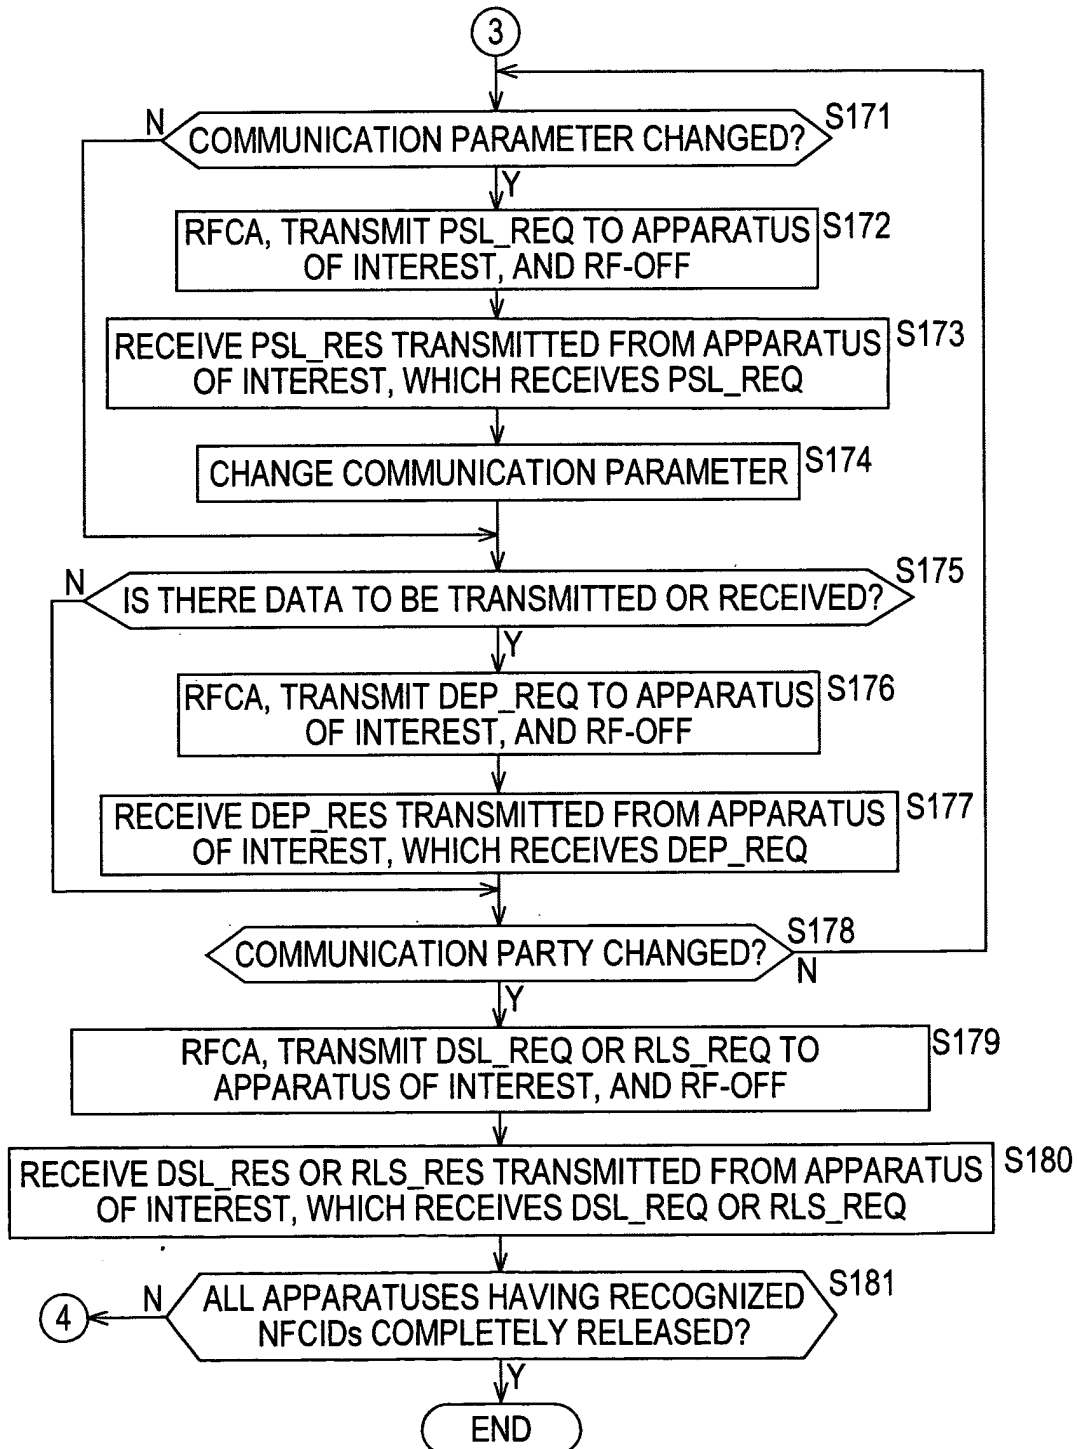 3
N
COMMUNICATION PARAMETER CHANGED?
S171
Y
RFCA, TRANSMIT PSL_REQ TO APPARATUS
OF INTEREST, AND RF-OFF
S172
RECEIVE PSL_RES TRANSMITTED FROM APPARATUS
OF INTEREST, WHICH RECEIVES PSL_REQ
S173
CHANGE COMMUNICATION PARAMETER
S174
N
IS THERE DATA TO BE TRANSMITTED OR RECEIVED?
S175
Y
RFCA, TRANSMIT DEP_REQ TO APPARATUS
OF INTEREST, AND RF-OFF
S176
RECEIVE DEP_RES TRANSMITTED FROM APPARATUS
OF INTEREST, WHICH RECEIVES DEP_REQ
S177
COMMUNICATION PARTY CHANGED?
S178
N
Y
RFCA, TRANSMIT DSL_REQ OR RLS_REQ TO
APPARATUS OF INTEREST, AND RF-OFF
S179
RECEIVE DSL_RES OR RLS_RES TRANSMITTED FROM APPARATUS
OF INTEREST, WHICH RECEIVES DSL_REQ OR RLS_REQ
S180
4
N
ALL APPARATUSES HAVING RECOGNIZED
NFCIDs COMPLETELY RELEASED?
S181
Y
END